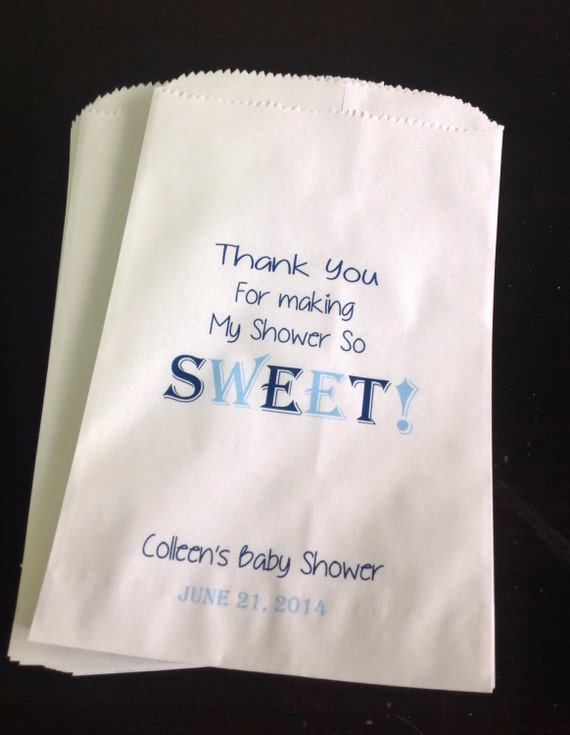 Thank You
For making
My Shower So
SWEET!
Colleen's Baby Shower
JUNE 21, 2014